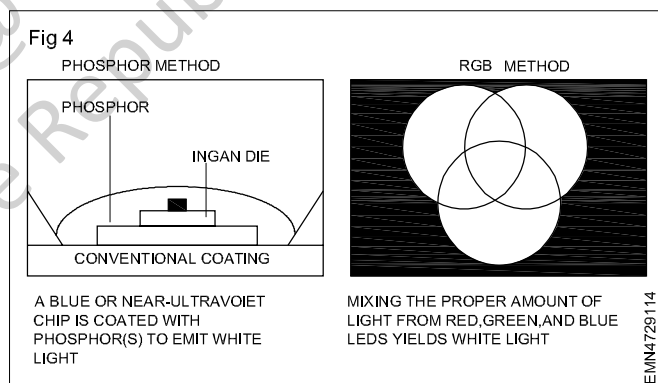 Fig 4
PHOSPHOR METHOD
PHOSPHOR
INGAN DIE
CONVENTIONAL COATING
A BLUE OR NEAR-ULTRAVOIET
CHIP IS COATED WITH
PHOSPHOR(S) TO EMIT WHITE
LIGHT
RGB METHOD
MIXING THE PROPER AMOUNT OF
LIGHT FROM RED,GREEN,AND BLUE
LEDS YIELDS WHITE LIGHT
EMN4729114